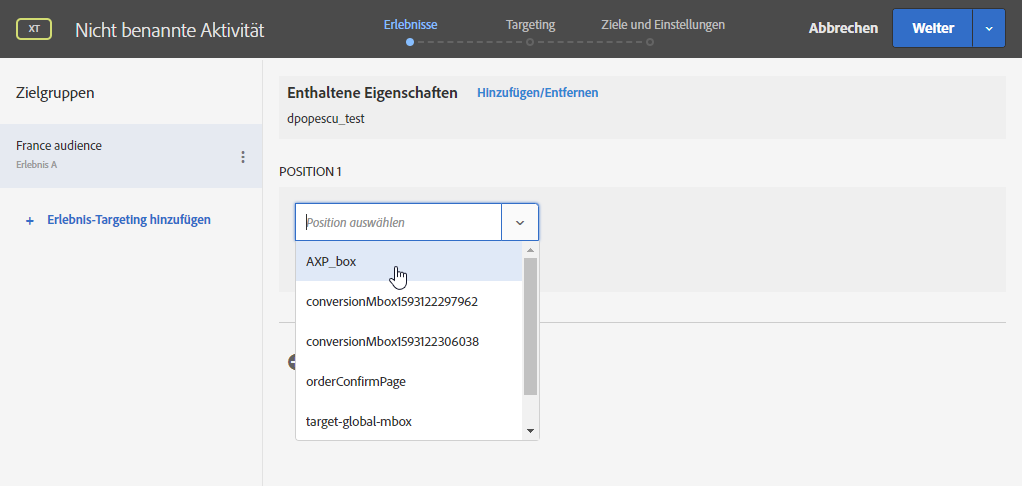 XT
Nicht benannte Aktivität
Erlebnisse
Targeting
Ziele und Einstellungen
Abbrechen
Weiter
Zielgruppen
France audience
Erlebnis A
+ Erlebnis-Targeting hinzufügen
Enthaltene Eigenschaften
Hinzufügen/Entfernen
dpopescu_test
POSITION 1
Position auswählen
AXP_box
conversionMbox1593122297962
conversionMbox1593122306038
orderConfirmPage
target-global-mbox